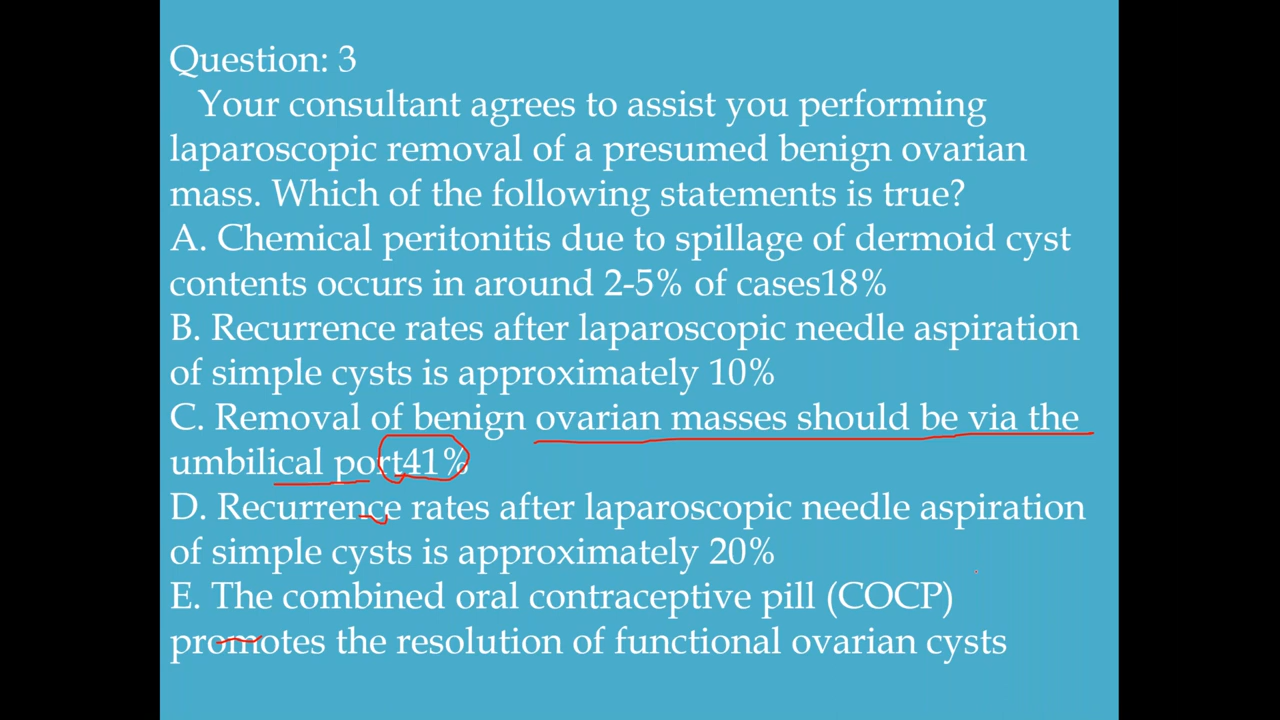 Question: 3
Your consultant agrees to assist you performing
laparoscopic removal of a presumed benign ovarian
mass. Which of the following statements is true?
A. Chemical peritonitis due to spillage of dermoid cyst
contents occurs in around 2-5% of cases18%
B. Recurrence rates after laparoscopic needle aspiration
of simple cysts is approximately 10%
C. Removal of benign ovarian masses should be via the
umbilical port41%
D. Recurrence rates after laparoscopic needle aspiration
of simple cysts is approximately 20%
E. The combined oral contraceptive pill (COCP)
promotes the resolution of functional ovarian cysts